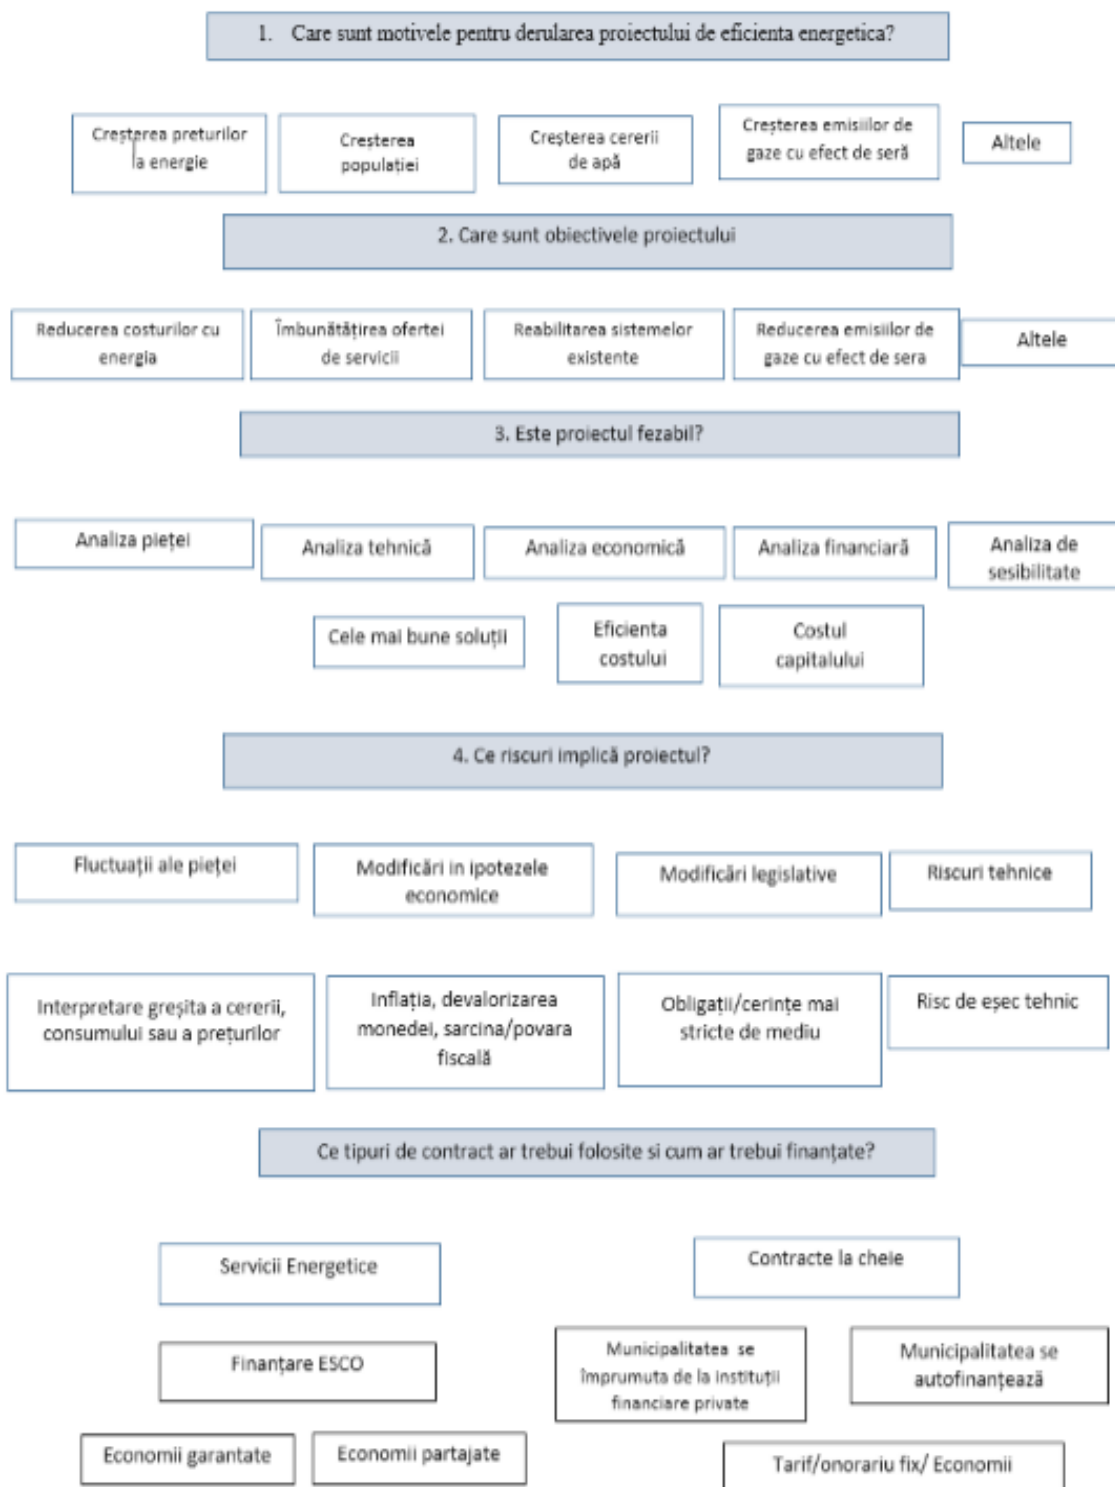 1. Care sunt motivele pentru derularea proiectului de eficienta energetica?
Creșterea preturilor
la energie
Creșterea
populației
Creșterea cererii
de apă
Creșterea emisiilor de
gaze cu efect de seră
Altele
2. Care sunt obiectivele proiectului
Reducerea costurilor cu
energia
Îmbunătățirea ofertei
de servicii
Reabilitarea sistemelor
existente
Reducerea emisiilor de
gaze cu efect de sera
Altele
3. Este proiectul fezabil?
Analiza pieței
Analiza tehnică
Analiza economică
Analiza financiară
Analiza de
sesibilitate
Cele mai bune soluții
Eficienta
costului
Costul
capitalului
4. Ce riscuri implică proiectul?
Fluctuații ale pieței
Modificări in ipotezele
economice
Modificări legislative
Riscuri tehnice
Interpretare greșita a cererii,
consumului sau a prețurilor
Inflația, devalorizarea
monedei, sarcina/povara
fiscală
Obligații/cerințe mai
stricte de mediu
Risc de eșec tehnic
Ce tipuri de contract ar trebui folosite si cum ar trebui finanțate?
Servicii Energetice
Contracte la cheie
Finanțare ESCO
Municipalitatea se
împrumuta de la instituții
financiare private
Municipalitatea se
autofinanțează
Economii garantate
Economii partajate
Tarif/onorariu fix/ Economii